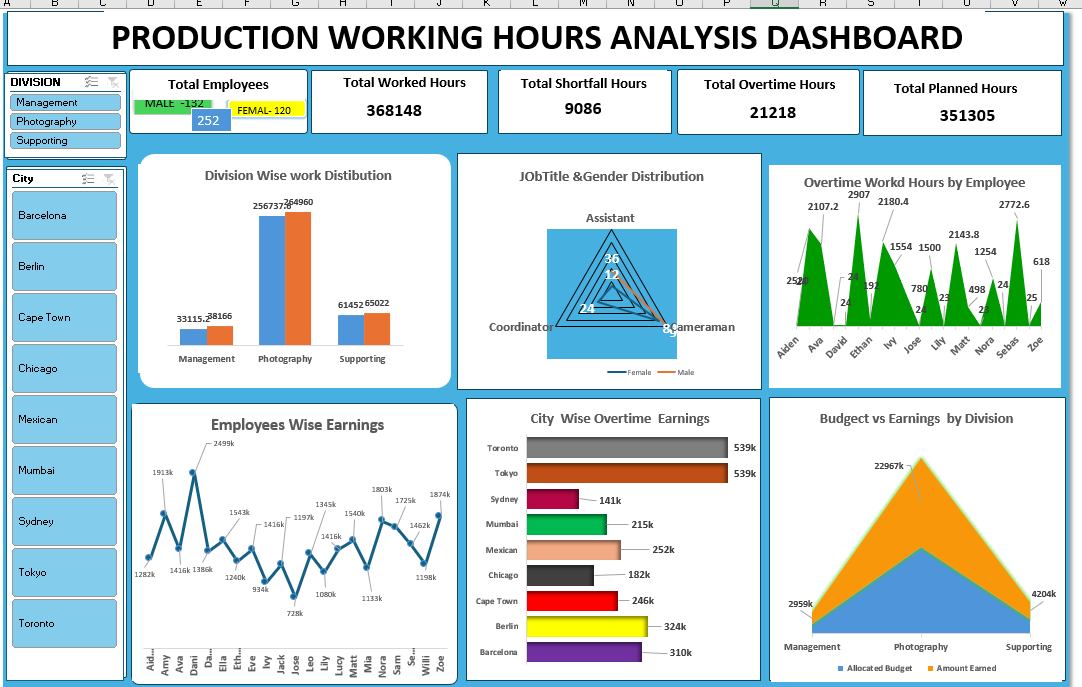 A B C D E F G H I J K L M N O P Q R S T U V W
PRODUCTION WORKING HOURS ANALYSIS DASHBOARD
DIVISION
Management
Photography
Supporting
Total Employees
MALE -132
FEMAL- 120
252
Total Worked Hours
368148
Total Shortfall Hours
9086
Total Overtime Hours
21218
Total Planned Hours
351305
City
Barcelona
Berlin
Cape Town
Chicago
Mexican
Mumbai
Sydney
Tokyo
Toronto
Division Wise work Distibution
256737.6 264960
61452 65022
33115.2 38166
Management Photography Supporting
JObTitle &Gender Distribution
Assistant
36
12
24
Coordinator
Cameraman
Female Male
Overtime Workd Hours by Employee
2907
2107.2
2180.4
2772.6
2143.8
1554
1500
1254
618
24
780
498
24
192
24
24
23
23
25
Aiden Ava David Ethan Ivy Jose Lily Matt Nora Sebas Zoe
Employees Wise Earnings
2499k
1913k
1803k
1874k
1345k
1725k
1543k
1197k
1540k
1416k
1462k
1416k
1282k
1416k
1386k
1240k
934k
728k
1080k
1133k
1198k
Aid... Amy Ava Dani Da... Ella Eth... Eve Ivy Jack Jose Leo Lily Lucy Matt Mia Nora Sam Se... Willi Zoe
City Wise Overtime Earnings
Toronto 539k
Tokyo 539k
Sydney 141k
Mumbai 215k
Mexican 252k
Chicago 182k
Cape Town 246k
Berlin 324k
Barcelona 310k
Budgect vs Earnings by Division
22967k
2959k
4204k
Management Photography Supporting
Allocated Budget Amount Earned